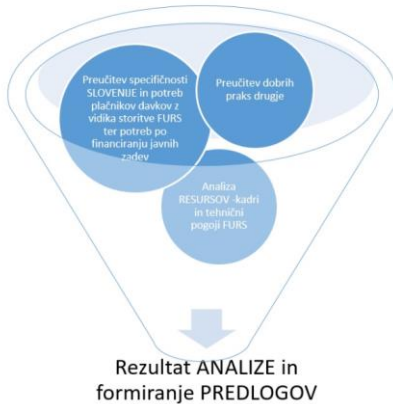 Preučitev specifičnosti
SLOVENIJE in potreb
plačnikov davkov z
vidika storitve FURS
ter potreb po
financiranju javnih
zadev
Preučitev dobrih
praks drugje
Analiza
RESURSOV -kadri
in tehnični
pogoji FURS
Rezultat ANALIZE in
formiranje PREDLOGOV